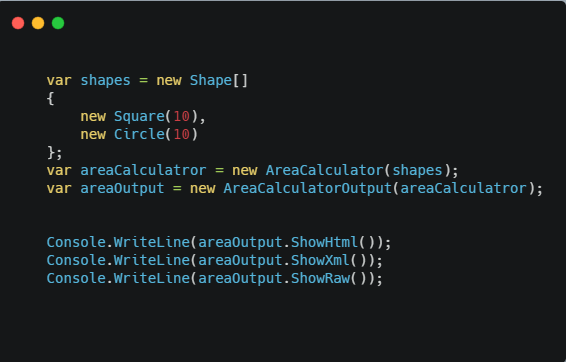 var shapes = new Shape[]
{
    new Square(10),
    new Circle(10)
};
var areaCalculatror = new AreaCalculator(shapes);
var areaOutput = new AreaCalculatorOutput(areaCalculatror);
Console.WriteLine(areaOutput.ShowHtml());
Console.WriteLine(areaOutput.ShowXml());
Console.WriteLine(areaOutput.ShowRaw());